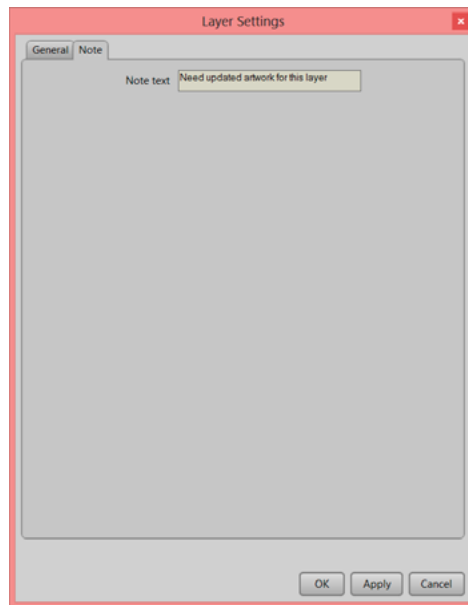 Layer Settings
General Note
Note text Need updated artwork for this layer
OK Apply Cancel